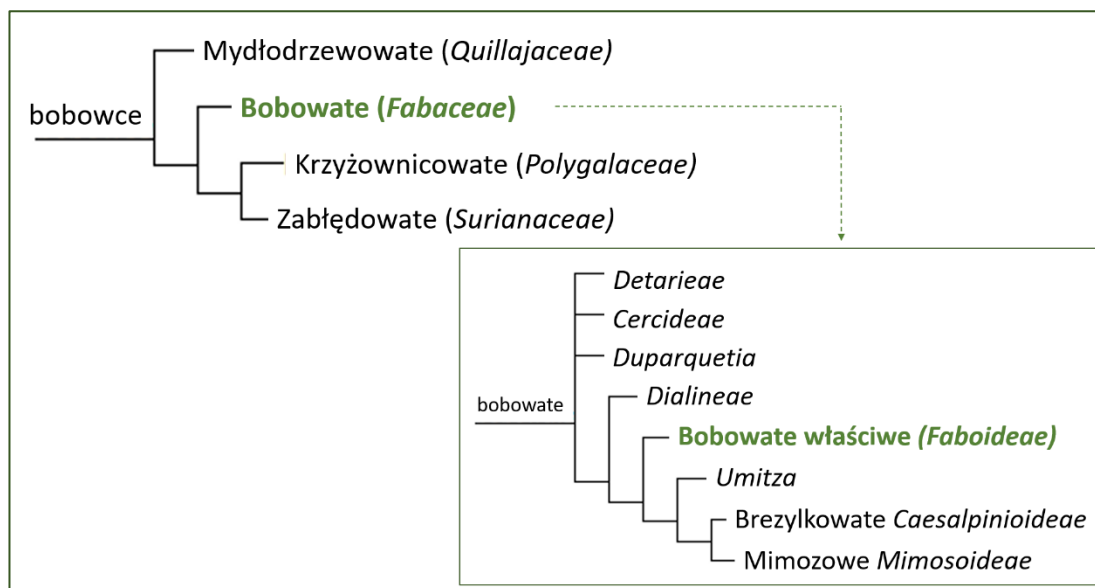 Mydłodrzewowate (Quillajaceae)
bobowce
Bobowate (Fabaceae)
Krzyżownicowate (Polygalaceae)
Zabłędowate (Surianaceae)
Detarieae
Cercideae
Duparquetia
Dialineae
bobowate
Bobowate właściwe (Faboideae)
Umitza
Brezylkowate Caesalpinioideae
Mimozowe Mimosoideae